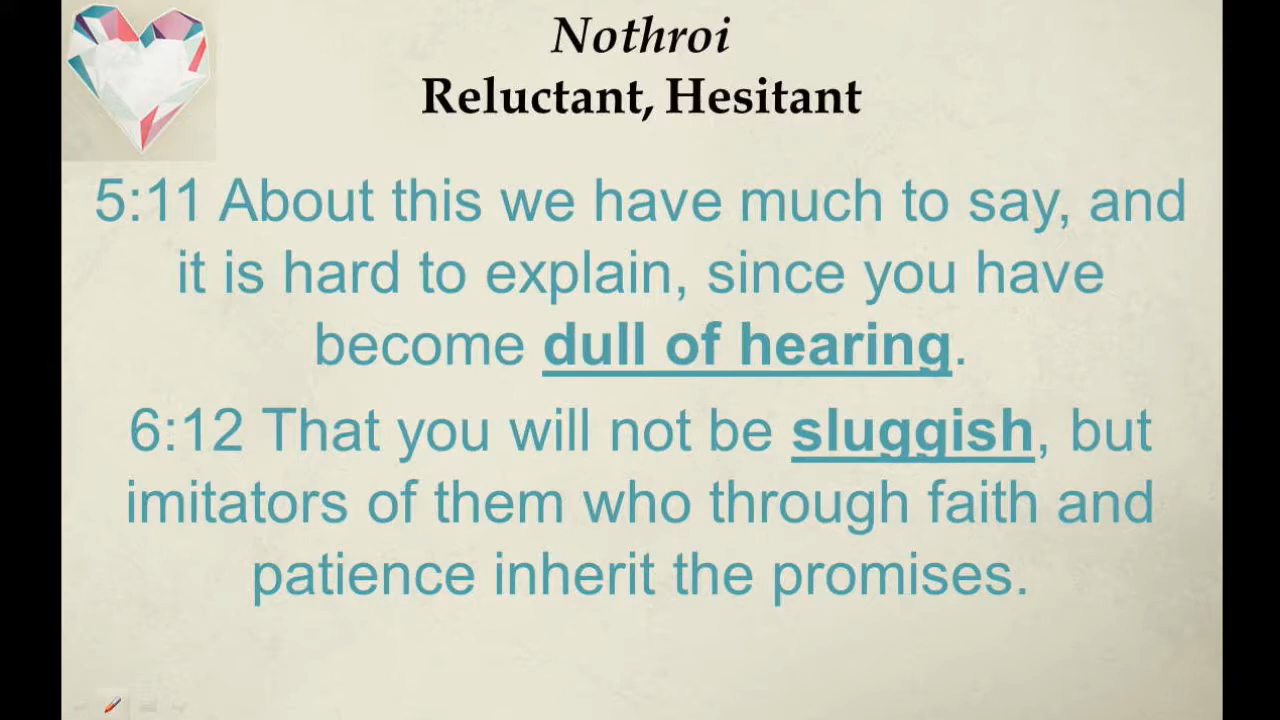 Nothroi
Reluctant, Hesitant
5:11 About this we have much to say, and
it is hard to explain, since you have
become dull of hearing.
6:12 That you will not be sluggish, but
imitators of them who through faith and
patience inherit the promises.